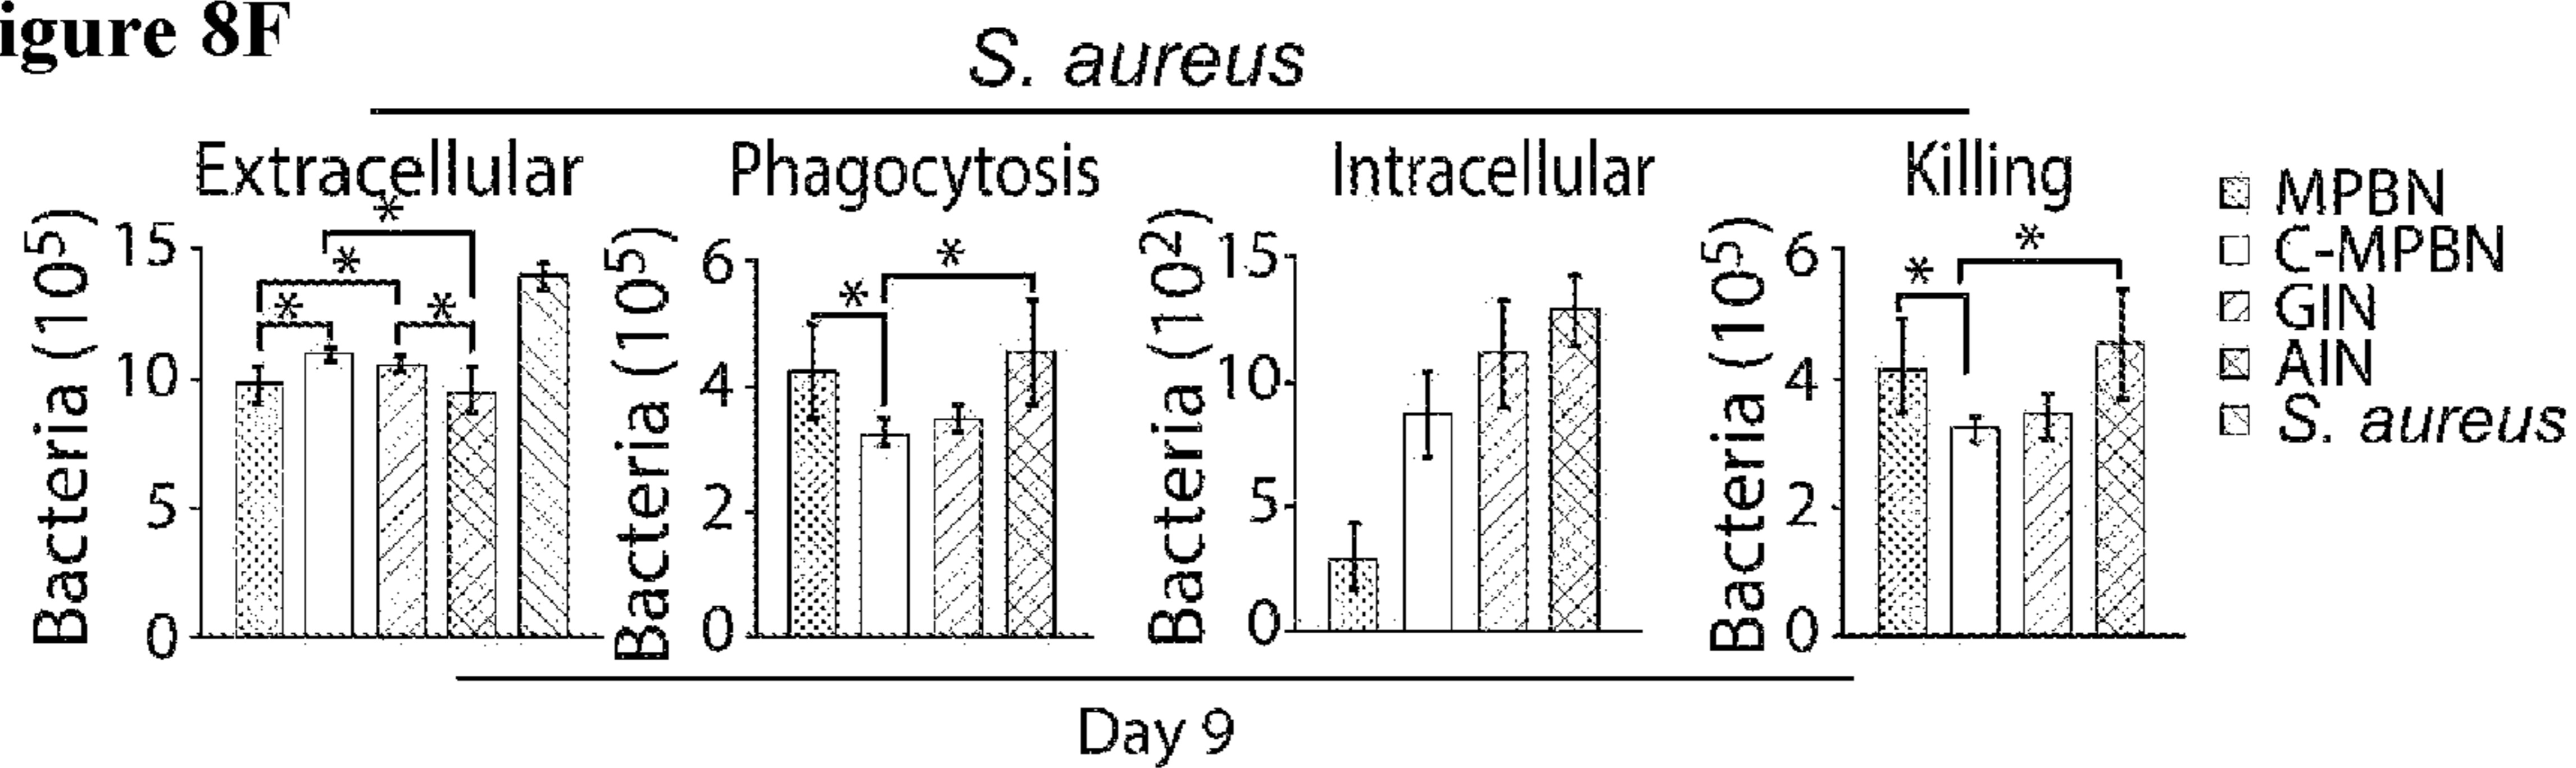 igure 8F
S. aureus
Extracellular
Bacteria (10⁵)
15
10
5
0
*
*
*
*
Phagocytosis
Bacteria (10⁵)
6
4
2
0
*
*
Intracellular
Bacteria (10²)
15
10
5
0
Killing
Bacteria (10⁵)
6
4
2
0
*
*
MPBN
C-MPBN
GIN
AIN
S. aureus
Day 9